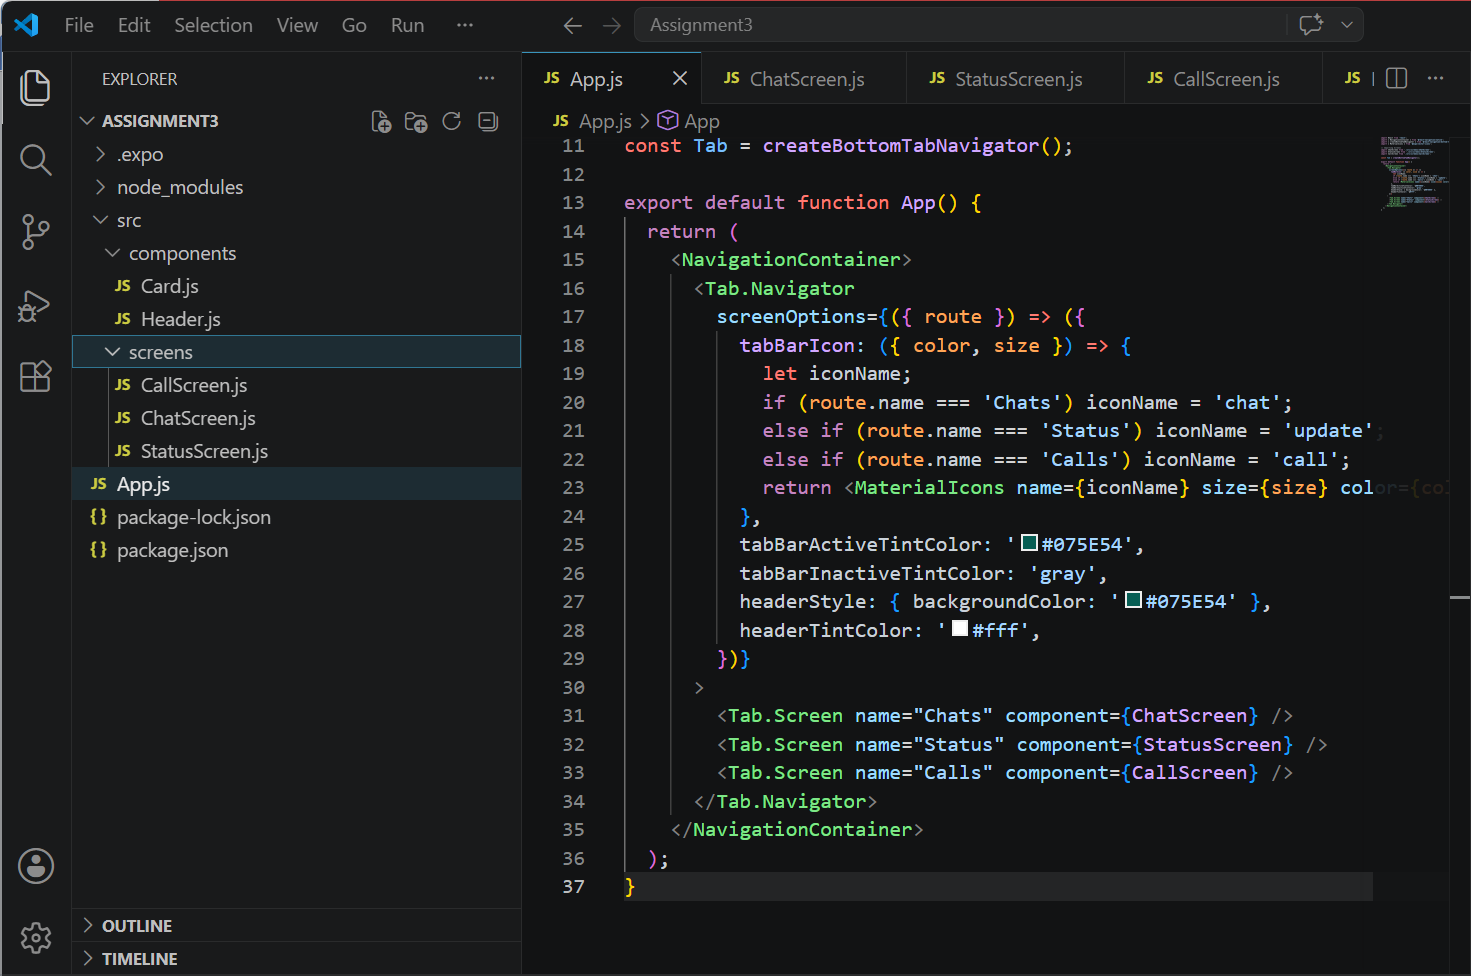 File Edit Selection View Go Run
Assignment3
EXPLORER
ASSIGNMENT3
.expo
node_modules
src
components
JS Card.js
JS Header.js
screens
JS CallScreen.js
JS ChatScreen.js
JS StatusScreen.js
JS App.js
{} package-lock.json
{} package.json
OUTLINE
TIMELINE
JS App.js JS ChatScreen.js JS StatusScreen.js JS CallScreen.js JS
JS App.js > App
11 const Tab = createBottomTabNavigator();
12
13 export default function App() {
14 return (
15 <NavigationContainer>
16 <Tab.Navigator
17 screenOptions={({ route }) => ({
18 tabBarIcon: ({ color, size }) => {
19 let iconName;
20 if (route.name === 'Chats') iconName = 'chat';
21 else if (route.name === 'Status') iconName = 'update';
22 else if (route.name === 'Calls') iconName = 'call';
23 return <MaterialIcons name={iconName} size={size} color={col
24 },
25 tabBarActiveTintColor: '#075E54',
26 tabBarInactiveTintColor: 'gray',
27 headerStyle: { backgroundColor: '#075E54' },
28 headerTintColor: '#fff',
29 })}
30 >
31 <Tab.Screen name="Chats" component={ChatScreen} />
32 <Tab.Screen name="Status" component={StatusScreen} />
33 <Tab.Screen name="Calls" component={CallScreen} />
34 </Tab.Navigator>
35 </NavigationContainer>
36 );
37 }